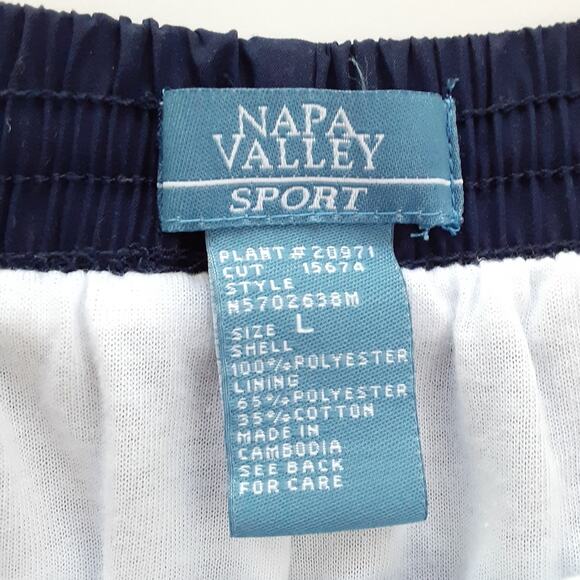 NAPA
VALLEY
SPORT
PLANT # 20971
CUT 15674
STYLE
N5702638M
SIZE L
SHELL
100% POLYESTER
LINING
65% POLYESTER
35% COTTON
MADE IN
CAMBODIA
SEE BACK
FOR CARE